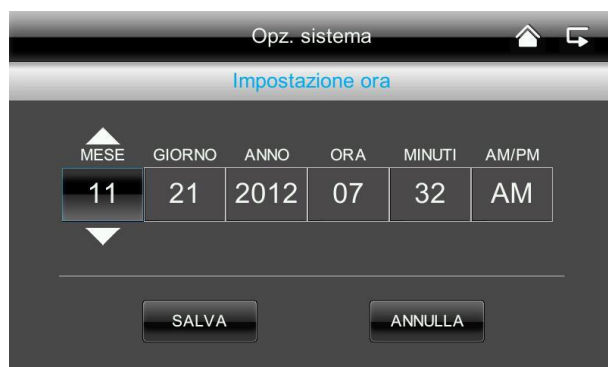 Opz. sistema
Impostazione ora
MESE GIORNO ANNO ORA MINUTI AM/PM
11 21 2012 07 32 AM
SALVA ANNULLA